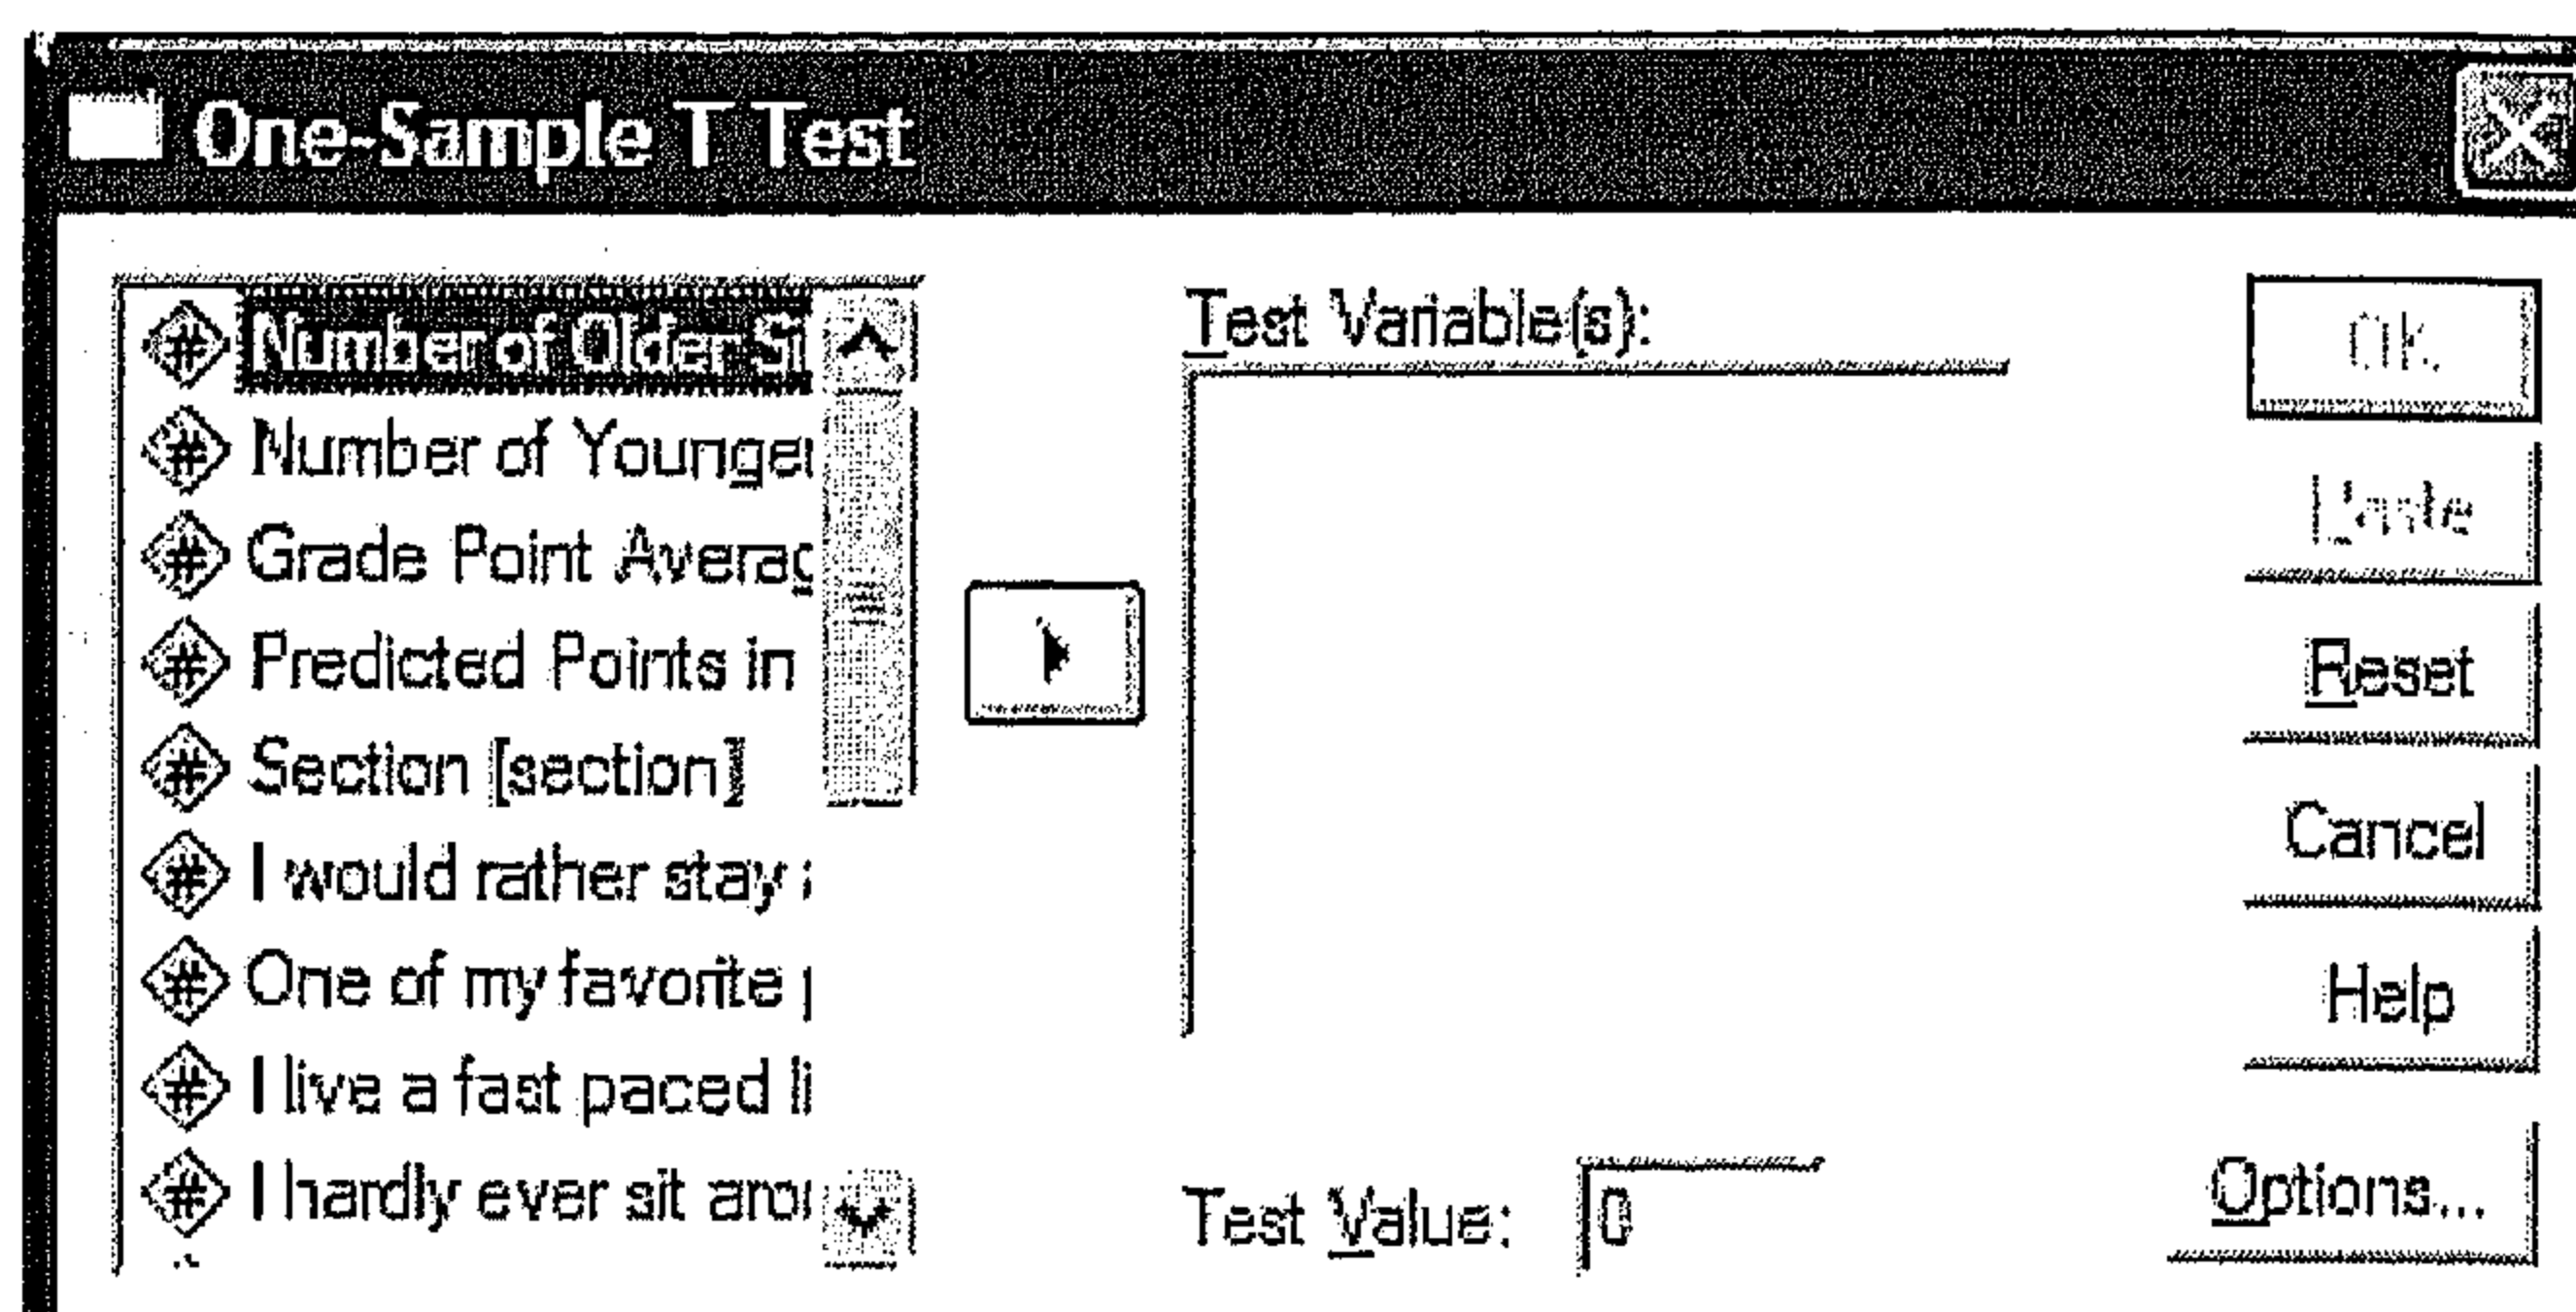 One-Sample T Test
Number of Older Si
Number of Younger
Grade Point Averag
Predicted Points in
Section [section]
I would rather stay
One of my favorite
I live a fast paced li
I hardly ever sit arou
Test Variable(s):
Test Value: 0
OK
Paste
Reset
Cancel
Help
Options...